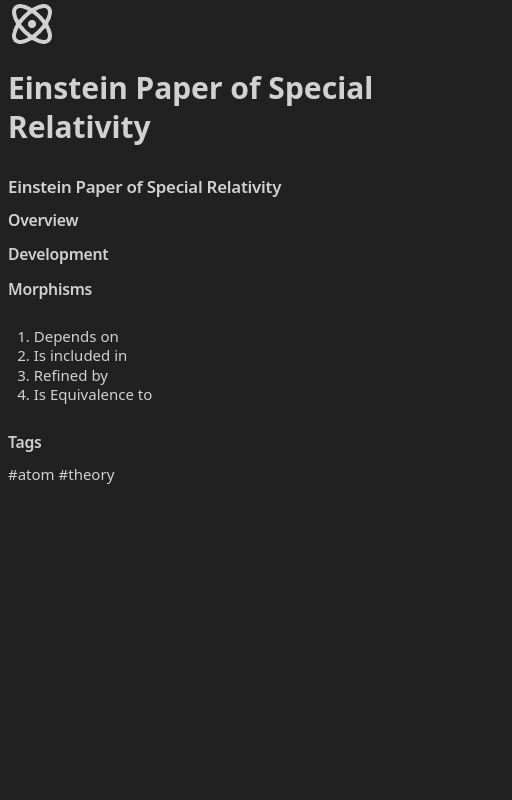 Einstein Paper of Special
Relativity
Einstein Paper of Special Relativity
Overview
Development
Morphisms
1. Depends on
2. Is included in
3. Refined by
4. Is Equivalence to
Tags
#atom #theory